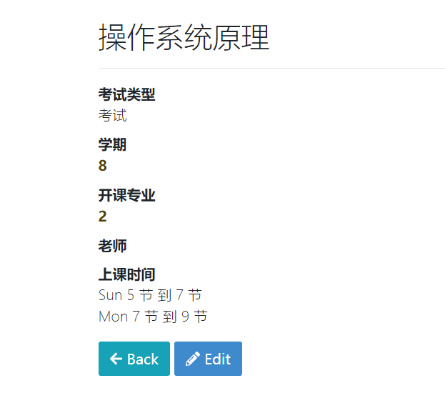 操作系统原理
考试类型
考试
学期
8
开课专业
2
老师
上课时间
Sun 5 节 到 7 节
Mon 7 节 到 9 节
Back Edit